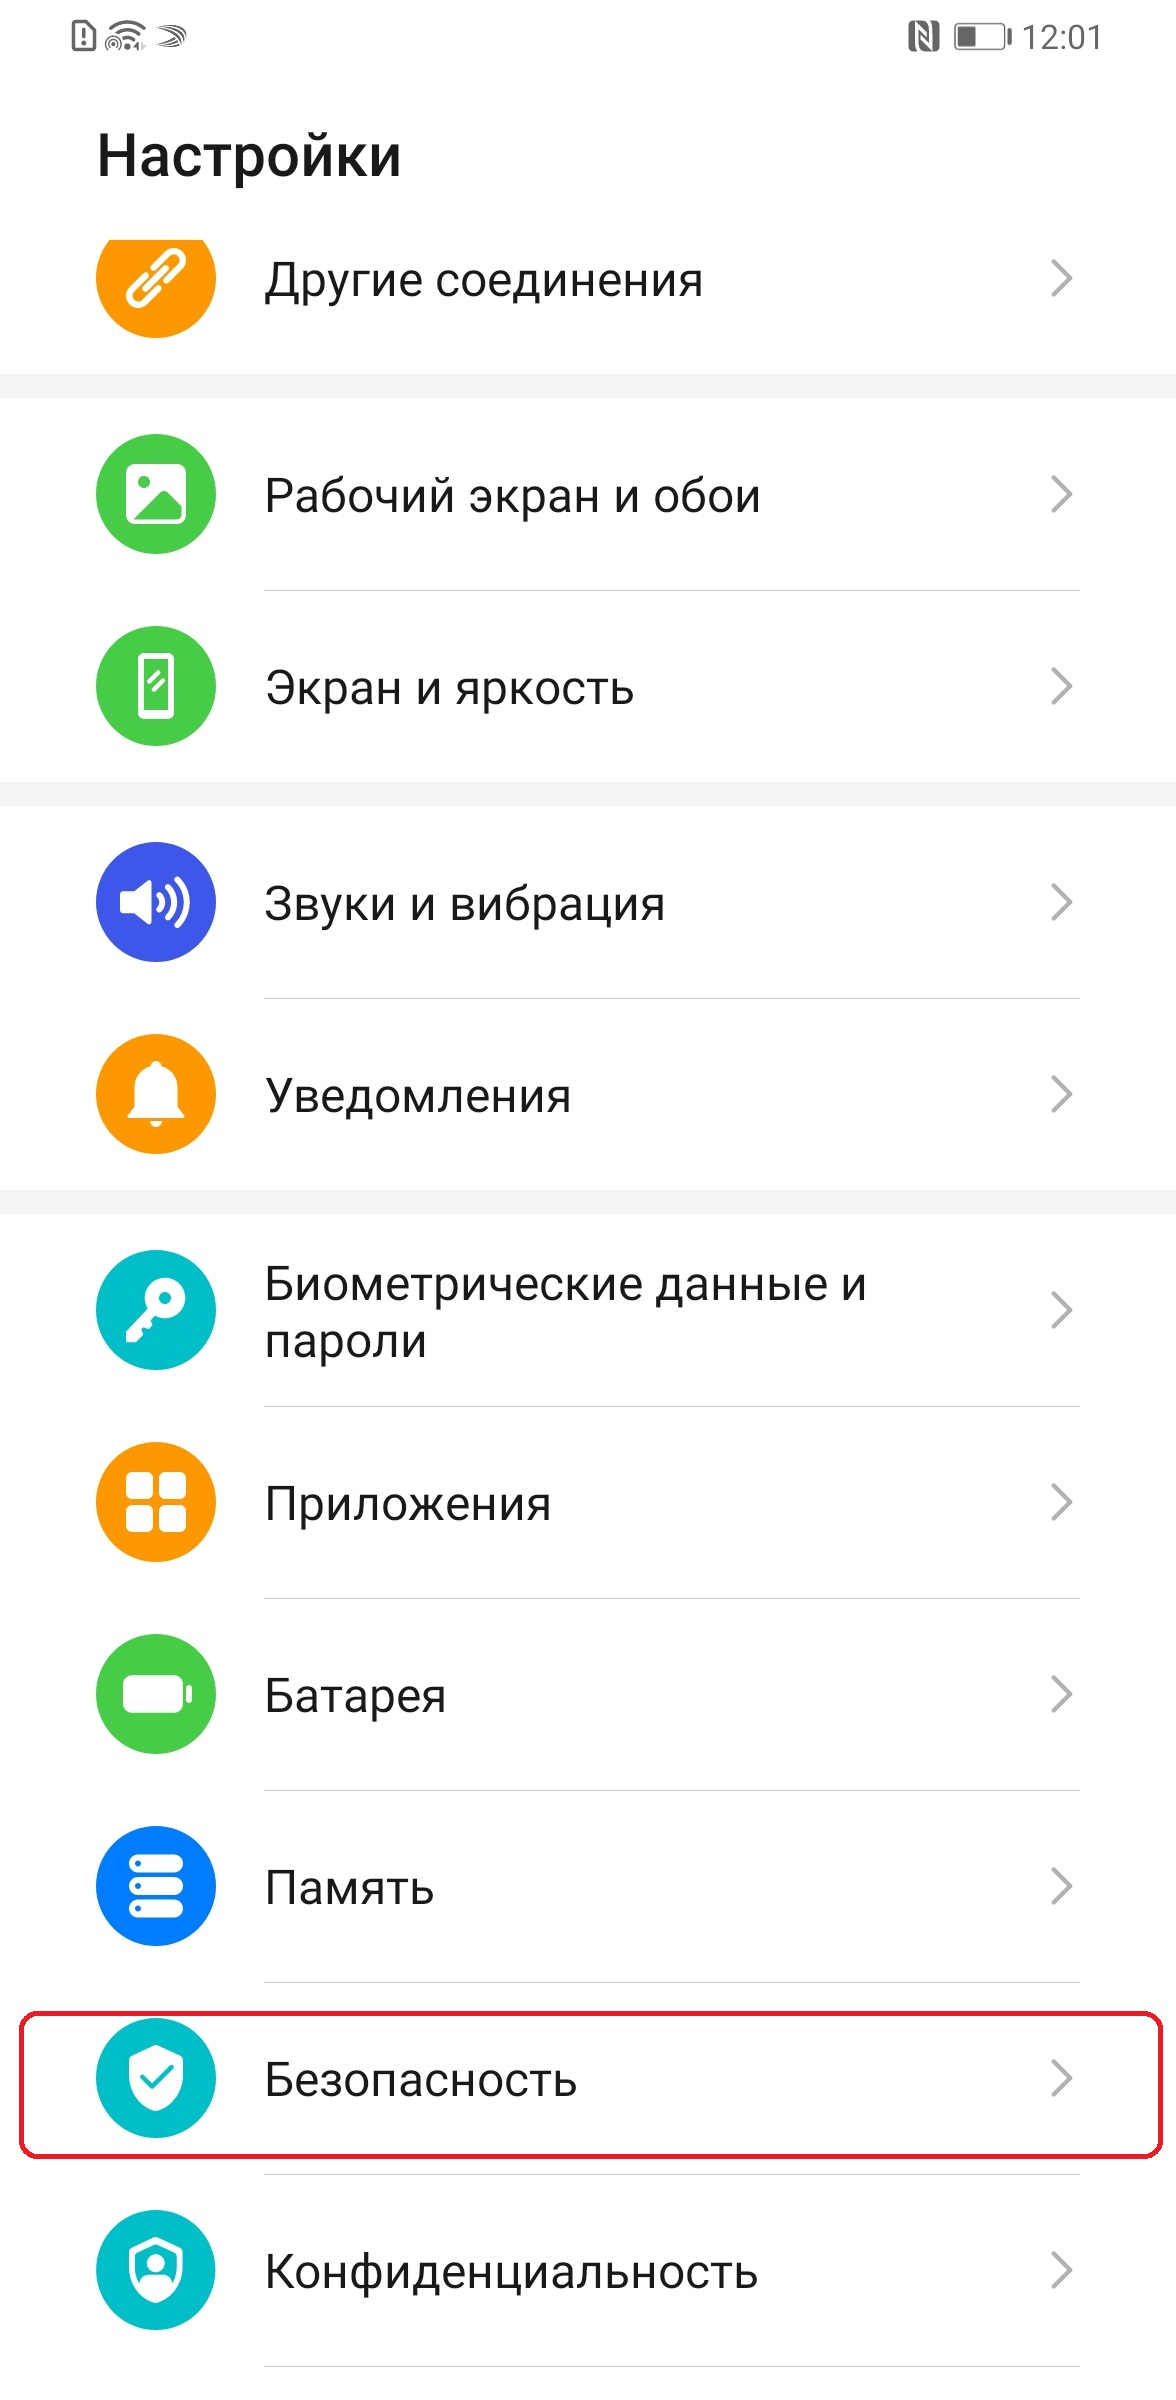 12:01
Настройки
Другие соединения
Рабочий экран и обои
Экран и яркость
Звуки и вибрация
Уведомления
Биометрические данные и
пароли
Приложения
Батарея
Память
Безопасность
Конфиденциальность